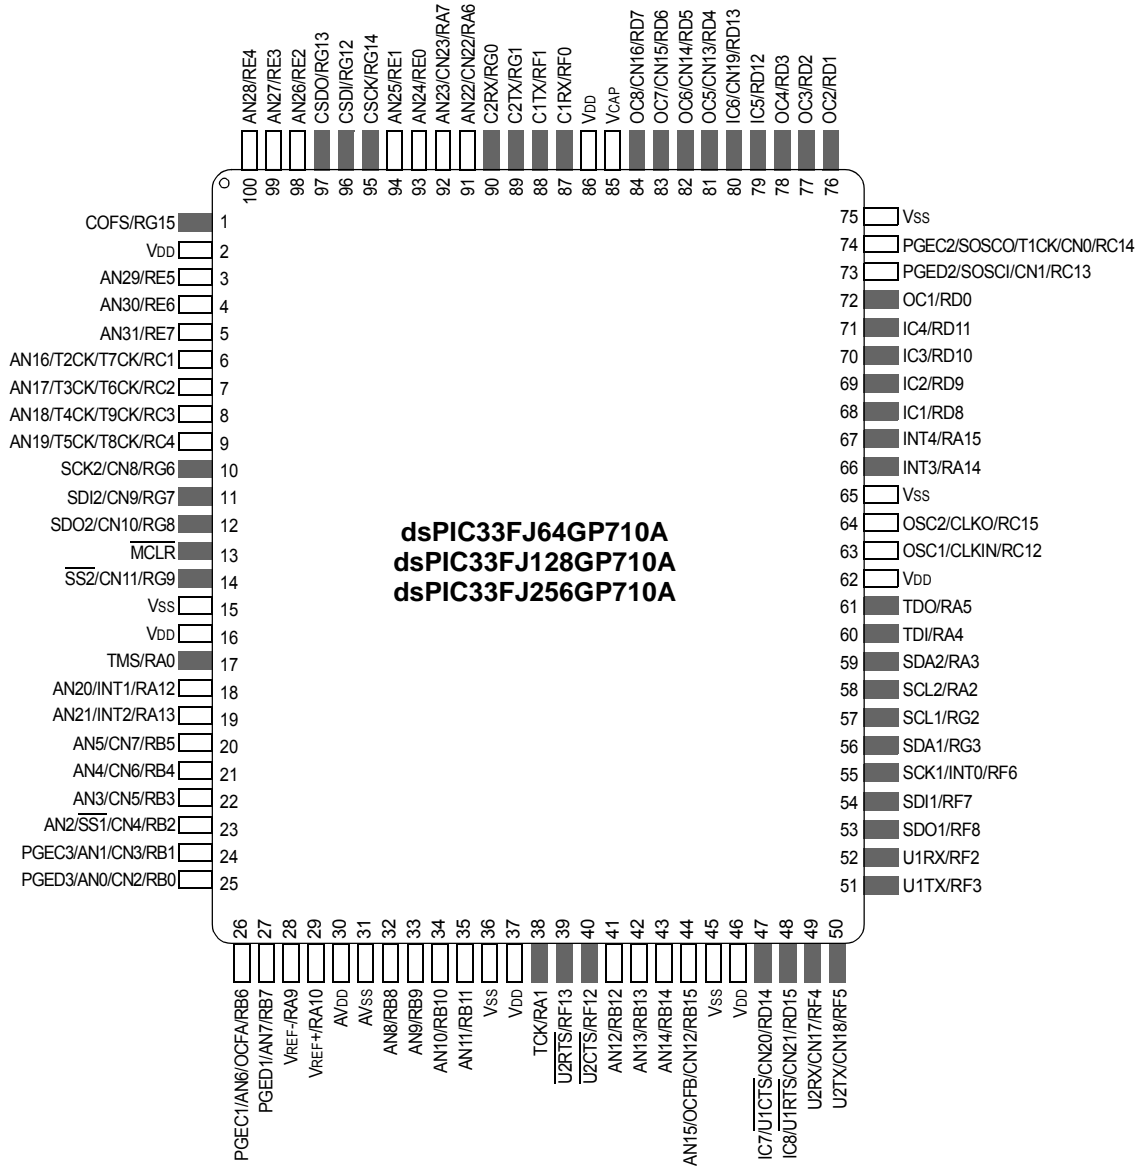 AN28/RE4
AN27/RE3
AN26/RE2
CSDO/RG13
CSDI/RG12
CSCK/RG14
AN25/RE1
AN24/RE0
AN23/CN23/RA7
AN22/CN22/RA6
C2RX/RG0
C2TX/RG1
C1TX/RF1
C1RX/RF0
VDD
VCAP
OC8/CN16/RD7
OC7/CN15/RD6
OC6/CN14/RD5
OC5/CN13/RD4
IC6/CN19/RD13
IC5/RD12
OC4/RD3
OC3/RD2
OC2/RD1
100
99
98
97
96
95
94
93
92
91
90
89
88
87
86
85
84
83
82
81
80
79
78
77
76
COFS/RG15 1
VDD 2
AN29/RE5 3
AN30/RE6 4
AN31/RE7 5
AN16/T2CK/T7CK/RC1 6
AN17/T3CK/T6CK/RC2 7
AN18/T4CK/T9CK/RC3 8
AN19/T5CK/T8CK/RC4 9
SCK2/CN8/RG6 10
SDI2/CN9/RG7 11
SDO2/CN10/RG8 12
MCLR 13
SS2/CN11/RG9 14
VSS 15
VDD 16
TMS/RA0 17
AN20/INT1/RA12 18
AN21/INT2/RA13 19
AN5/CN7/RB5 20
AN4/CN6/RB4 21
AN3/CN5/RB3 22
AN2/SS1/CN4/RB2 23
PGEC3/AN1/CN3/RB1 24
PGED3/AN0/CN2/RB0 25
dsPIC33FJ64GP710A
dsPIC33FJ128GP710A
dsPIC33FJ256GP710A
75 VSS
74 PGEC2/SOSCO/T1CK/CN0/RC14
73 PGED2/SOSCI/CN1/RC13
72 OC1/RD0
71 IC4/RD11
70 IC3/RD10
69 IC2/RD9
68 IC1/RD8
67 INT4/RA15
66 INT3/RA14
65 VSS
64 OSC2/CLKO/RC15
63 OSC1/CLKIN/RC12
62 VDD
61 TDO/RA5
60 TDI/RA4
59 SDA2/RA3
58 SCL2/RA2
57 SCL1/RG2
56 SDA1/RG3
55 SCK1/INT0/RF6
54 SDI1/RF7
53 SDO1/RF8
52 U1RX/RF2
51 U1TX/RF3
26
27
28
29
30
31
32
33
34
35
36
37
38
39
40
41
42
43
44
45
46
47
48
49
50
PGEC1/AN6/OCFA/RB6
PGED1/AN7/RB7
VREF-/RA9
VREF+/RA10
AVDD
AVSS
AN8/RB8
AN9/RB9
AN10/RB10
AN11/RB11
VSS
VDD
TCK/RA1
U2RTS/RF13
U2CTS/RF12
AN12/RB12
AN13/RB13
AN14/RB14
AN15/OCFB/CN12/RB15
VSS
VDD
IC7/U1CTS/CN20/RD14
IC8/U1RTS/CN21/RD15
U2RX/CN17/RF4
U2TX/CN18/RF5